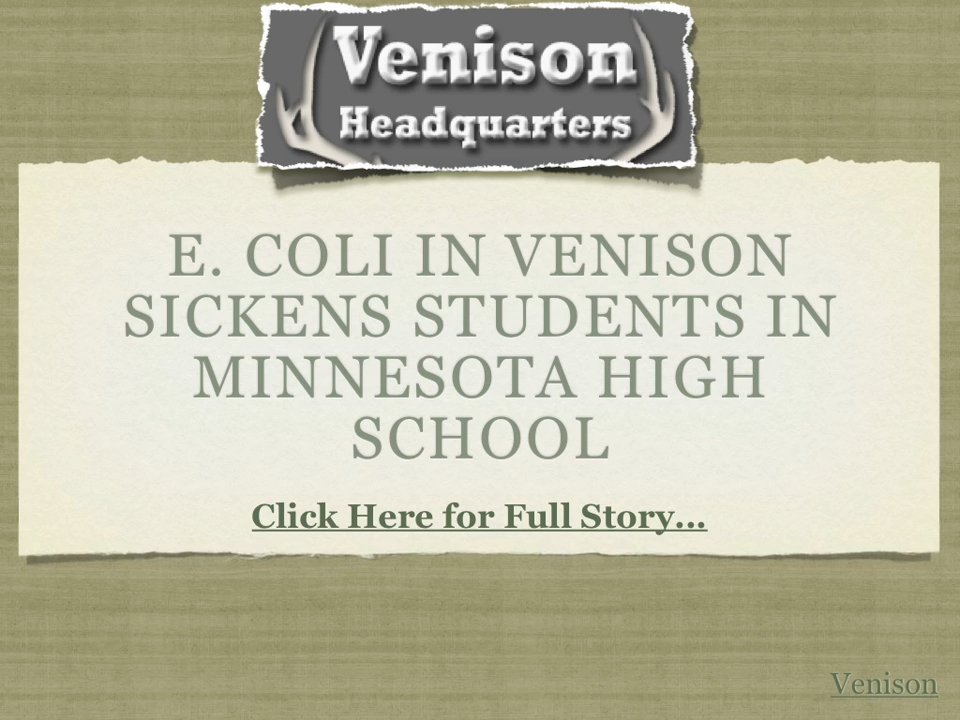 Venison
Headquarters
E. COLI IN VENISON
SICKENS STUDENTS IN
MINNESOTA HIGH
SCHOOL
Click Here for Full Story...
Venison